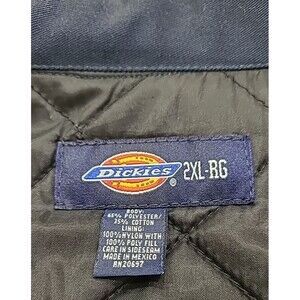 Dickies® 2XL-RG
BODY:
65% POLYESTER/
35% COTTON
LINING:
100% NYLON WITH
100% POLY FILL
CARE IN SIDESEAM
MADE IN MEXICO
RN20697